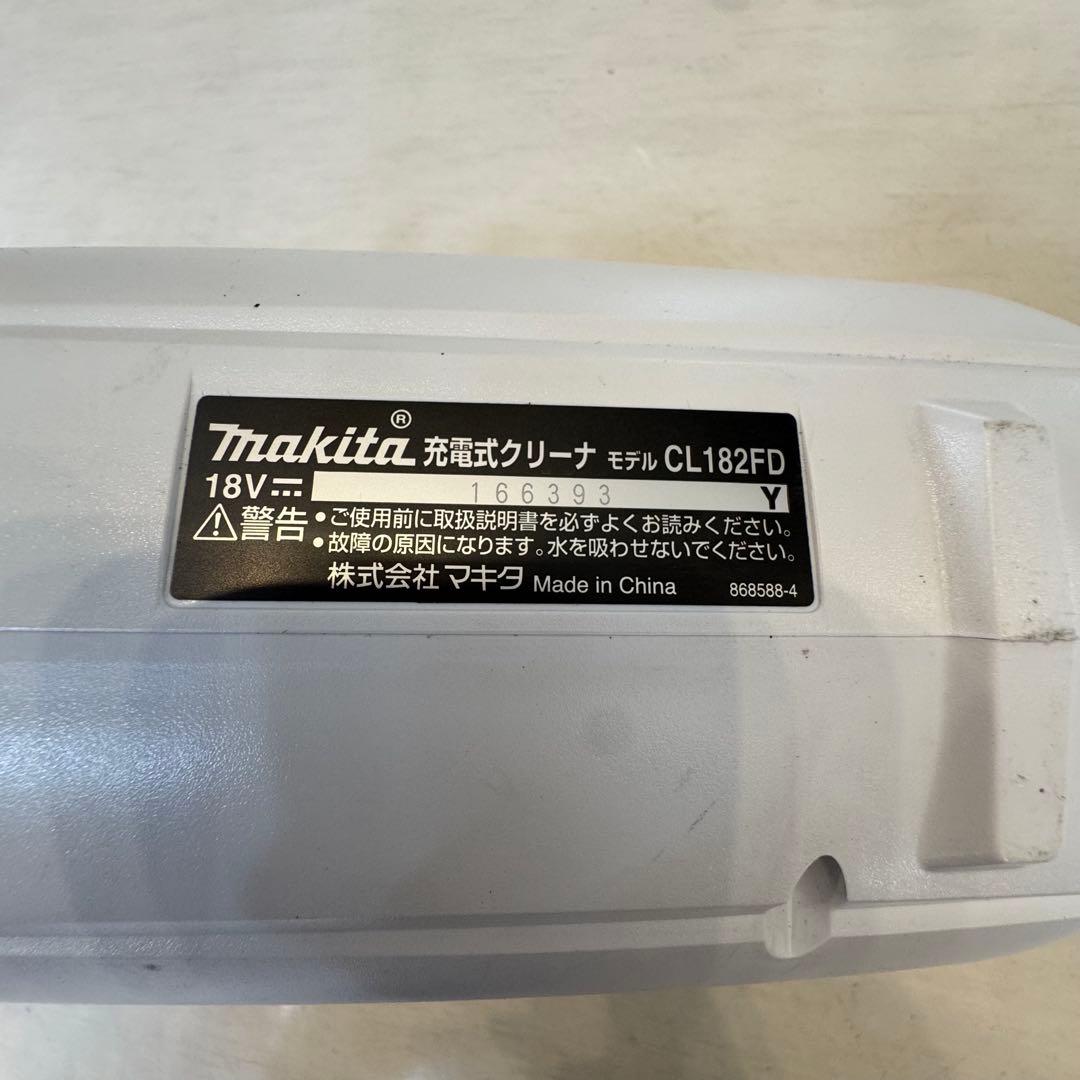 makita® 充電式クリーナ モデル CL182FD
18V⎓ 166393 Y
⚠警告 •ご使用前に取扱説明書を必ずよくお読みください。
•故障の原因になります。水を吸わせないでください。
株式会社 マキタ Made in China 868588-4